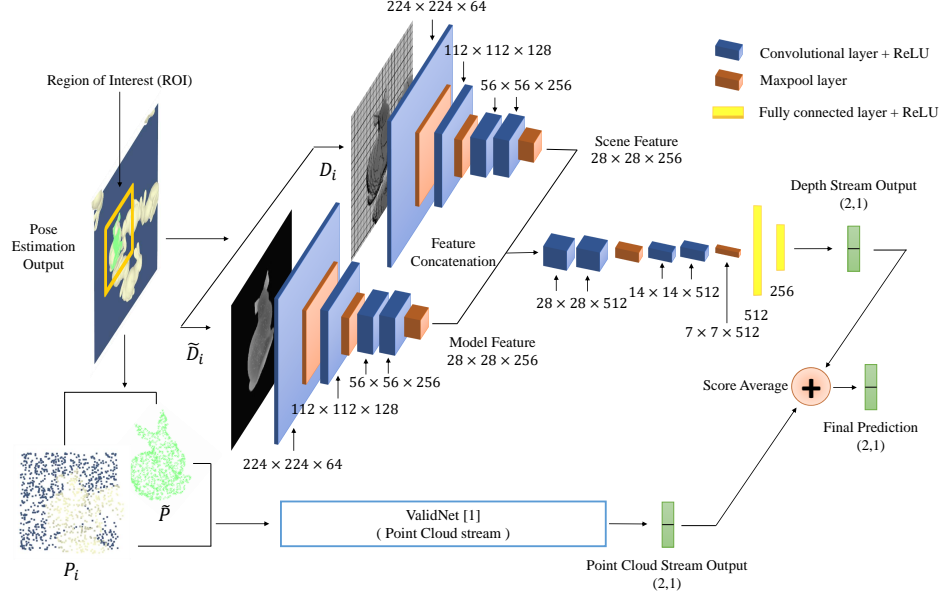 224 × 224 × 64
112 × 112 × 128
56 × 56 × 256
Convolutional layer + ReLU
Maxpool layer
Fully connected layer + ReLU
Region of Interest (ROI)
D_i
Scene Feature
28 × 28 × 256
Depth Stream Output
(2,1)
Pose
Estimation
Output
Feature
Concatenation
28 × 28 × 512
14 × 14 × 512
7 × 7 × 512
512
256
D̃_i
Model Feature
28 × 28 × 256
56 × 56 × 256
112 × 112 × 128
224 × 224 × 64
Score Average
+
Final Prediction
(2,1)
P̃
P_i
ValidNet [1]
( Point Cloud stream )
Point Cloud Stream Output
(2,1)